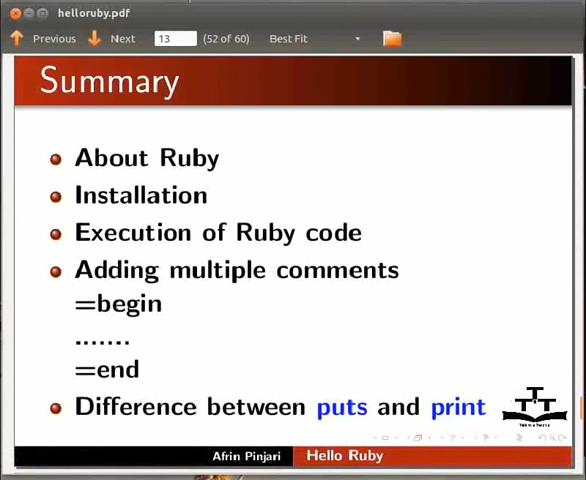 helloruby.pdf
Previous Next 13 (52 of 60) Best Fit
Summary
About Ruby
Installation
Execution of Ruby code
Adding multiple comments
=begin
.......
=end
Difference between puts and print
Afrin Pinjari Hello Ruby